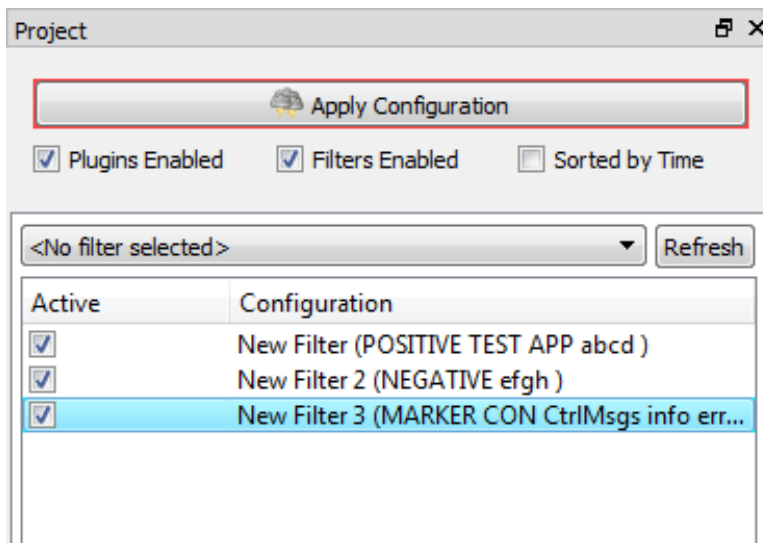 Project
Apply Configuration
Plugins Enabled Filters Enabled Sorted by Time
<No filter selected> Refresh
Active Configuration
New Filter (POSITIVE TEST APP abcd )
New Filter 2 (NEGATIVE efgh )
New Filter 3 (MARKER CON CtrlMsgs info err...